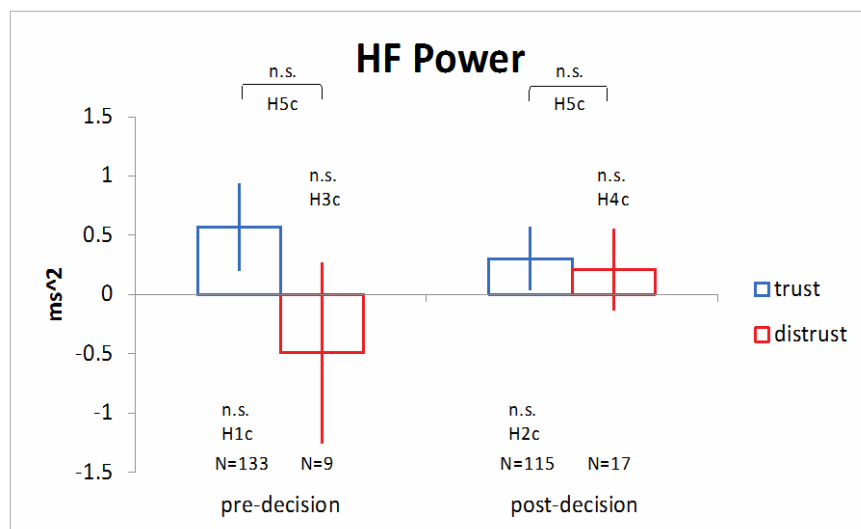 HF Power
n.s.
H5c
n.s.
H5c
n.s.
H3c
n.s.
H4c
1.5
1
0.5
0
-0.5
-1
-1.5
ms^2
trust
distrust
n.s.
H1c
n.s.
H2c
N=133 N=9 N=115 N=17
pre-decision post-decision